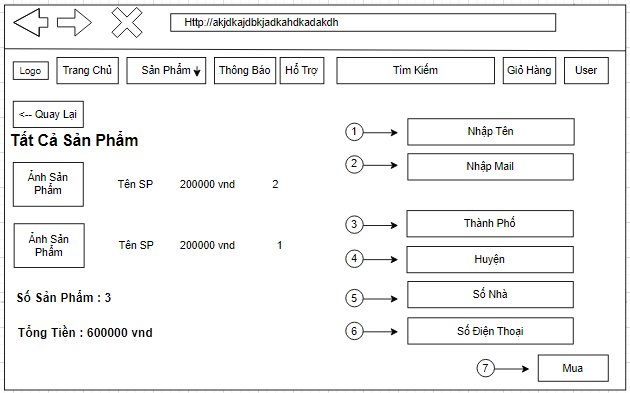 Http://akjdkajdbkjadkahdkadakdh
Logo Trang Chủ Sản Phẩm Thông Báo Hổ Trợ Tìm Kiếm Giỏ Hàng User
<-- Quay Lại
Tất Cả Sản Phẩm
Ảnh Sản
Phẩm
Tên SP 200000 vnd 2
Ảnh Sản
Phẩm
Tên SP 200000 vnd 1
Số Sản Phẩm : 3
Tổng Tiền : 600000 vnd
1 Nhập Tên
2 Nhập Mail
3 Thành Phố
4 Huyện
5 Số Nhà
6 Số Điện Thoại
7 Mua